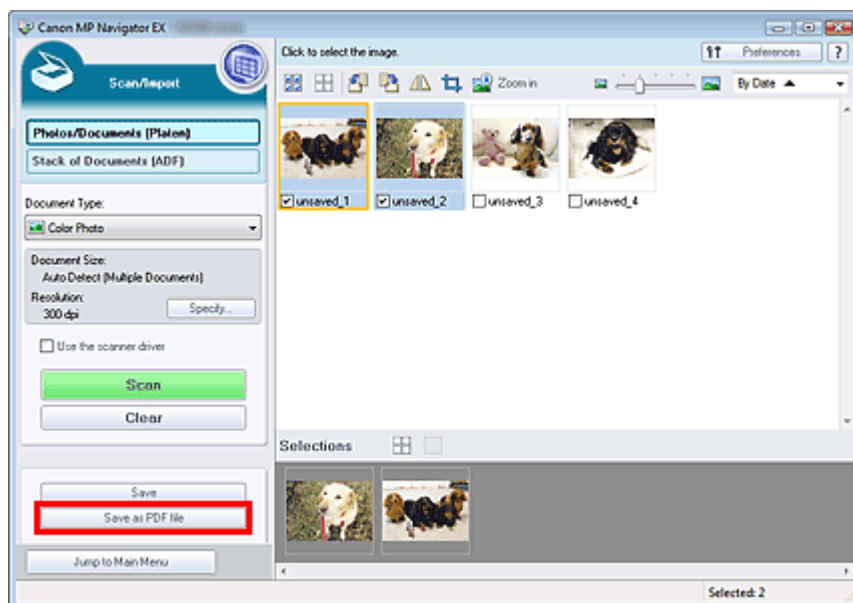 Canon MP Navigator EX
Scan/Import
Photos/Documents (Platen)
Stack of Documents (ADF)
Document Type:
Color Photo
Document Size:
Auto Detect (Multiple Documents)
Resolution:
300 dpi
Specify...
Use the scanner driver
Scan
Clear
Save
Save as PDF file
Jump to Main Menu
Click to select the image.
Preferences
?
Zoom in
By Date
unsaved_1
unsaved_2
unsaved_3
unsaved_4
Selections
Selected: 2